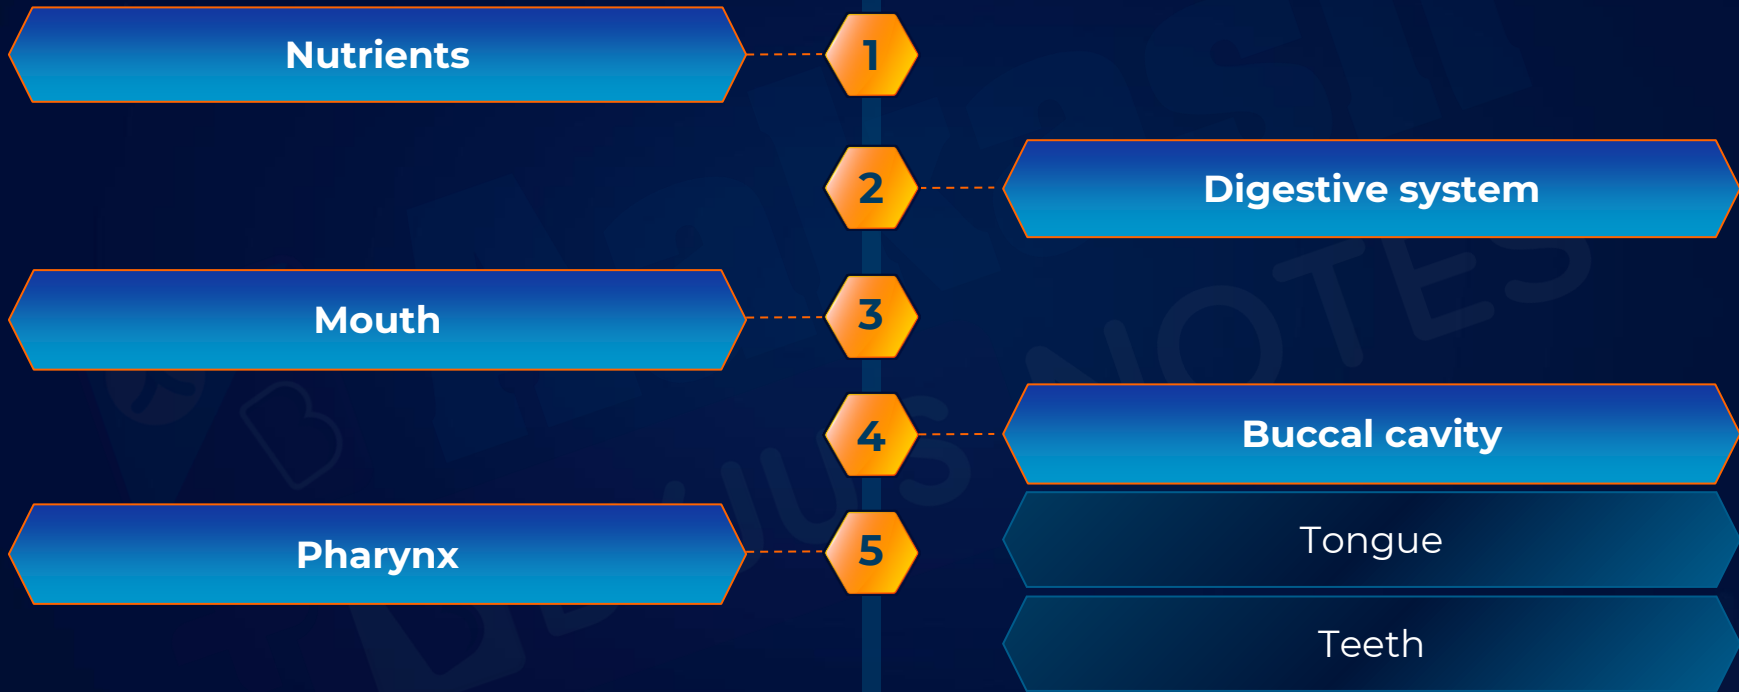 Nutrients
1
2
Digestive system
Mouth
3
4
Buccal cavity
Tongue
Pharynx
5
Teeth